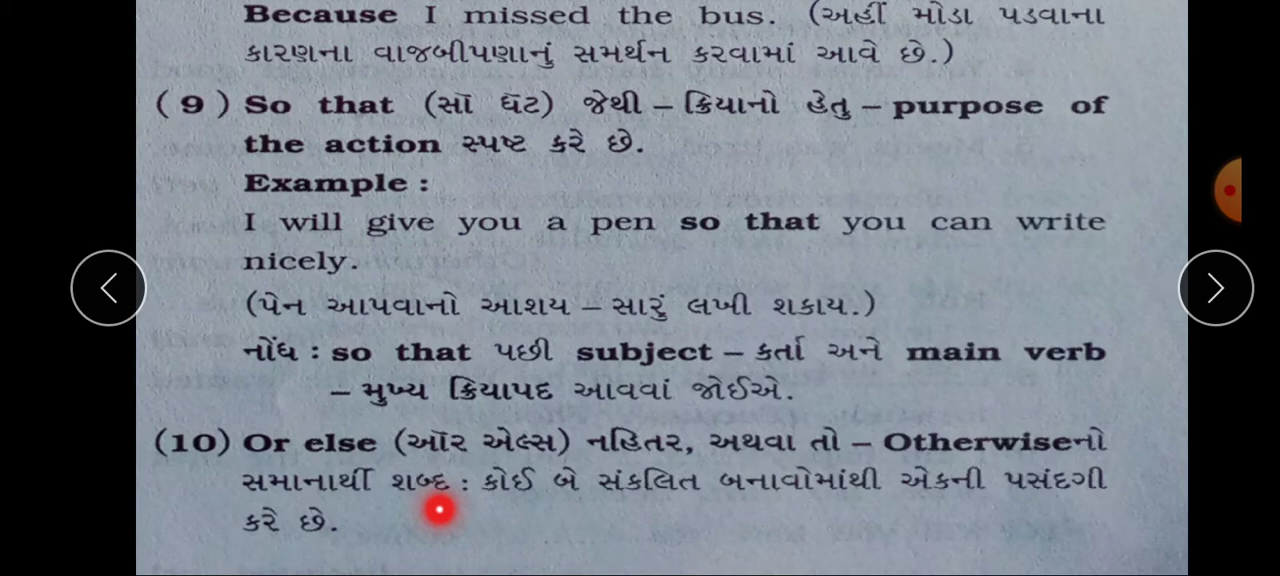 Because I missed the bus. (અહીં મોડા પડવાના
કારણના વાજબીપણાનું સમર્થન કરવામાં આવે છે.)
(9) So that (સૉ ધૅટ) જેથી – ક્રિયાનો હેતુ – purpose of
the action સ્પષ્ટ કરે છે.
Example :
I will give you a pen so that you can write
nicely.
(પેન આપવાનો આશય – સારું લખી શકાય.)
નોંધ : so that પછી subject – કર્તા અને main verb
– મુખ્ય ક્રિયાપદ આવવાં જોઈએ.
(10) Or else (ઑર એલ્સ) નહિતર, અથવા તો – Otherwiseનો
સમાનાર્થી શબ્દ : કોઈ બે સંકલિત બનાવોમાંથી એકની પસંદગી
કરે છે.